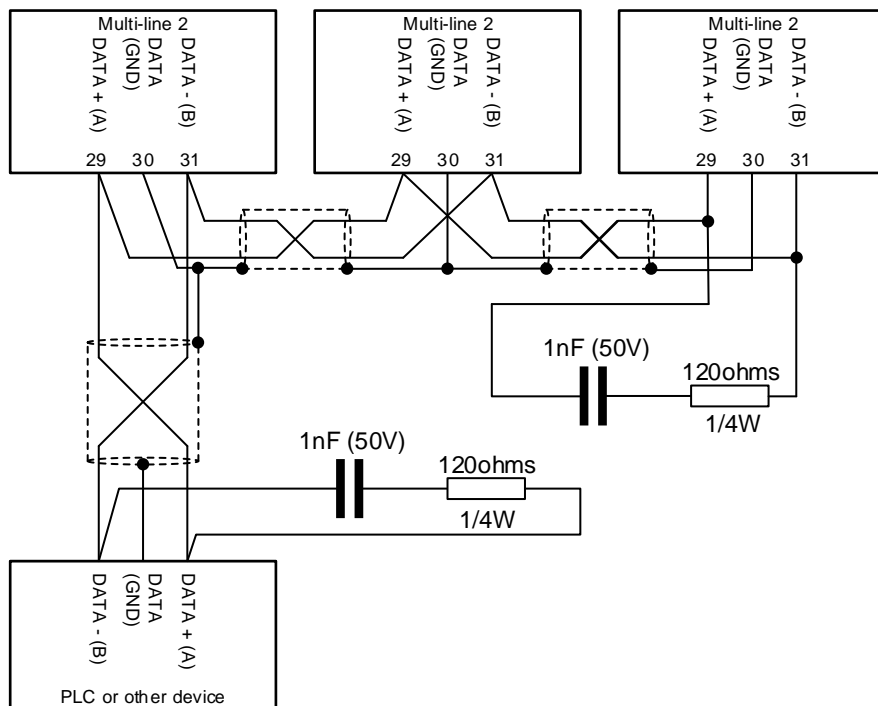 Multi-line 2
DATA + (A)
DATA
(GND)
DATA - (B)
29
30
31
Multi-line 2
DATA + (A)
DATA
(GND)
DATA - (B)
29
30
31
Multi-line 2
DATA + (A)
DATA
(GND)
DATA - (B)
29
30
31
1nF (50V)
120ohms
1/4W
1nF (50V)
120ohms
1/4W
DATA - (B)
DATA
(GND)
DATA + (A)
PLC or other device